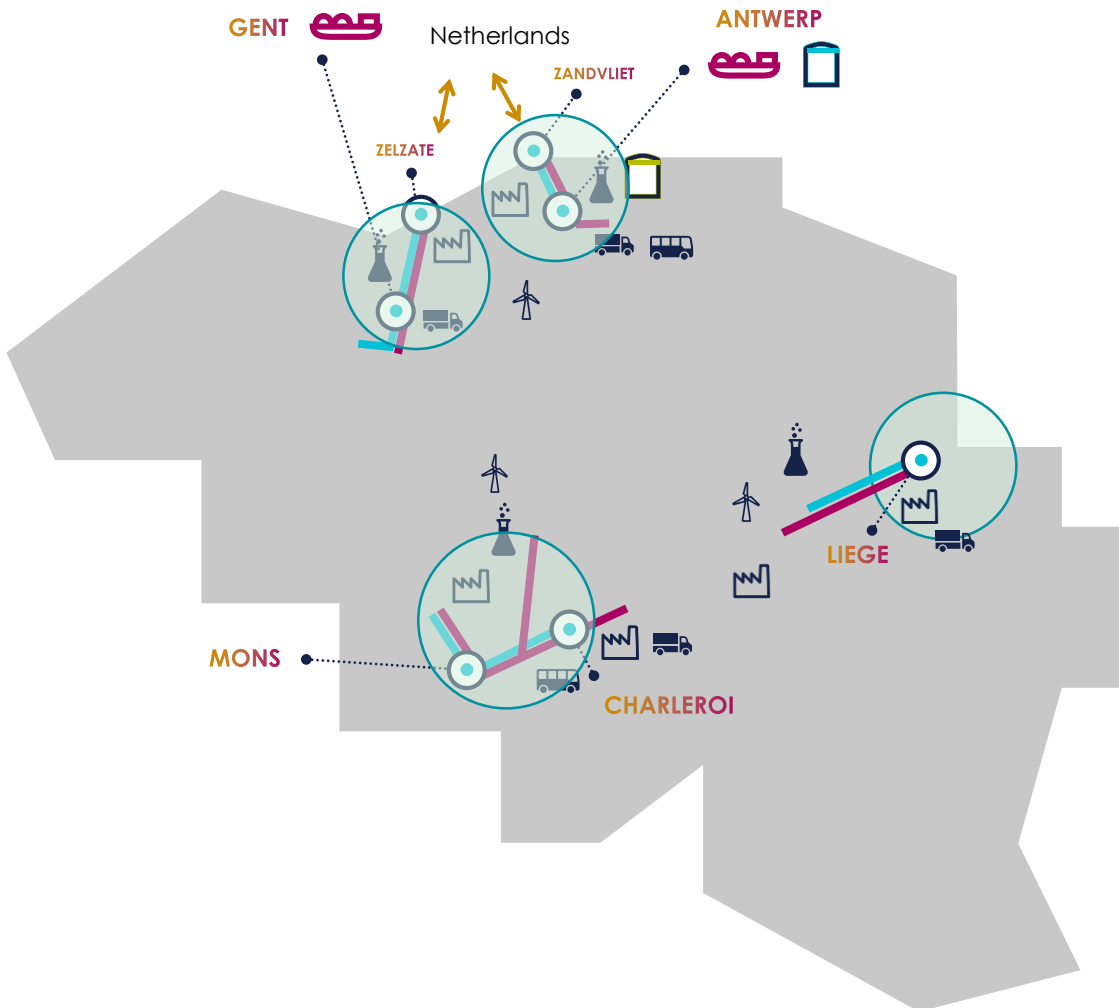 GENT
Netherlands
ANTWERP
ZANDVLIET
ZELZATE
LIEGE
MONS
CHARLEROI